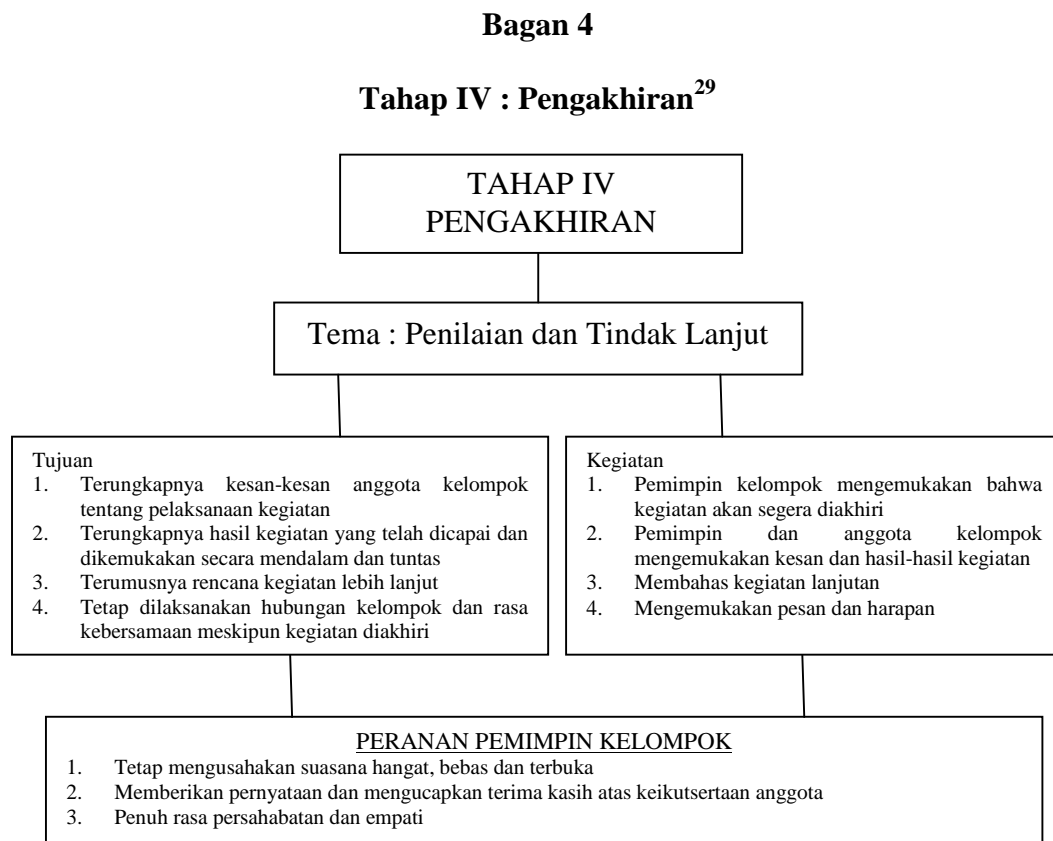 Bagan 4
Tahap IV : Pengakhiran29
TAHAP IV
PENGAKHIRAN
Tema : Penilaian dan Tindak Lanjut
Tujuan
1. Terungkapnya kesan-kesan anggota kelompok
tentang pelaksanaan kegiatan
2. Terungkapnya hasil kegiatan yang telah dicapai dan
dikemukakan secara mendalam dan tuntas
3. Terumusnya rencana kegiatan lebih lanjut
4. Tetap dilaksanakan hubungan kelompok dan rasa
kebersamaan meskipun kegiatan diakhiri
Kegiatan
1. Pemimpin kelompok mengemukakan bahwa
kegiatan akan segera diakhiri
2. Pemimpin dan anggota kelompok
mengemukakan kesan dan hasil-hasil kegiatan
3. Membahas kegiatan lanjutan
4. Mengemukakan pesan dan harapan
PERANAN PEMIMPIN KELOMPOK
1. Tetap mengusahakan suasana hangat, bebas dan terbuka
2. Memberikan pernyataan dan mengucapkan terima kasih atas keikutsertaan anggota
3. Penuh rasa persahabatan dan empati